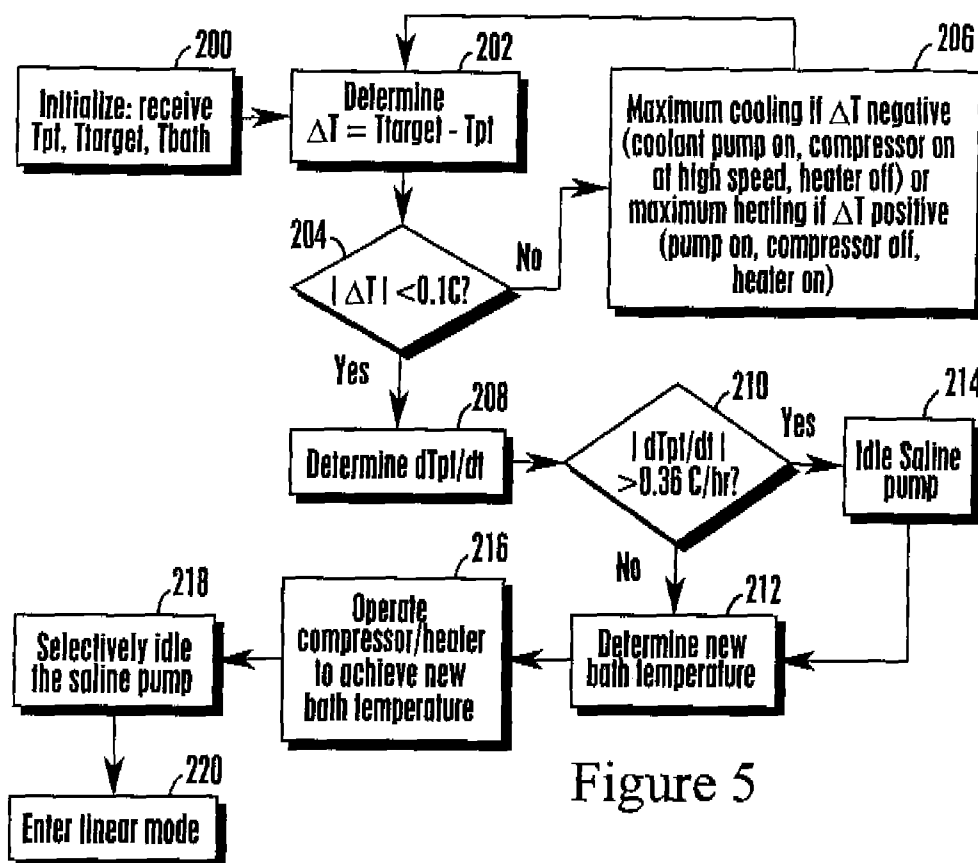 200
Initialize: receive
Tpt, Ttarget, Tbath
202
Determine
ΔT = Ttarget - Tpt
204
| ΔT | <0.1C?
No
Yes
206
Maximum cooling if ΔT negative
(coolant pump on, compressor on
at high speed, heater off) or
maximum heating if ΔT positive
(pump on, compressor off,
heater on)
208
Determine dTpt/dt
210
| dTpt/dt |
>0.36 C/hr?
Yes
No
214
Idle Saline
pump
212
Determine new
bath temperature
216
Operate
compressor/heater
to achieve new
bath temperature
218
Selectively idle
the saline pump
220
Enter linear mode
Figure 5